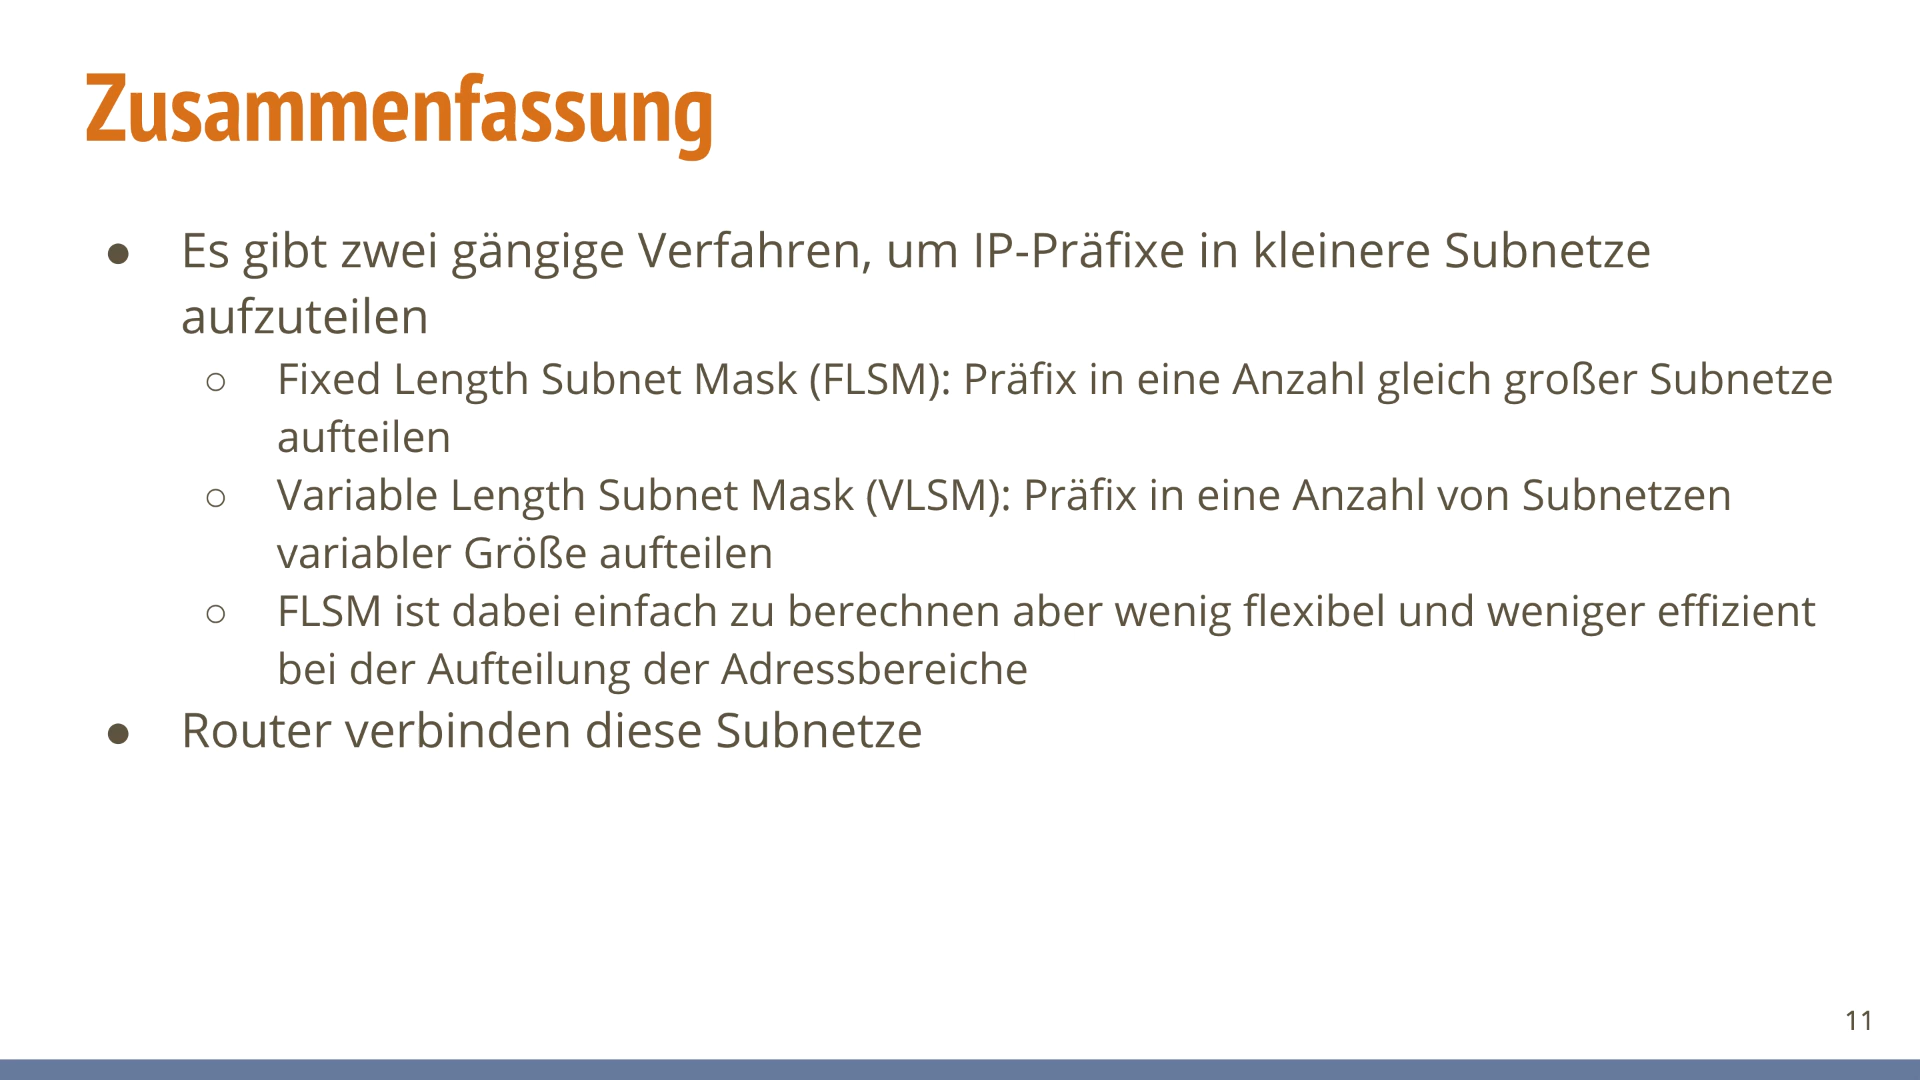 Zusammenfassung
● Es gibt zwei gängige Verfahren, um IP-Präfixe in kleinere Subnetze
aufzuteilen
○ Fixed Length Subnet Mask (FLSM): Präfix in eine Anzahl gleich großer Subnetze
aufteilen
○ Variable Length Subnet Mask (VLSM): Präfix in eine Anzahl von Subnetzen
variabler Größe aufteilen
○ FLSM ist dabei einfach zu berechnen aber wenig flexibel und weniger effizient
bei der Aufteilung der Adressbereiche
● Router verbinden diese Subnetze
11